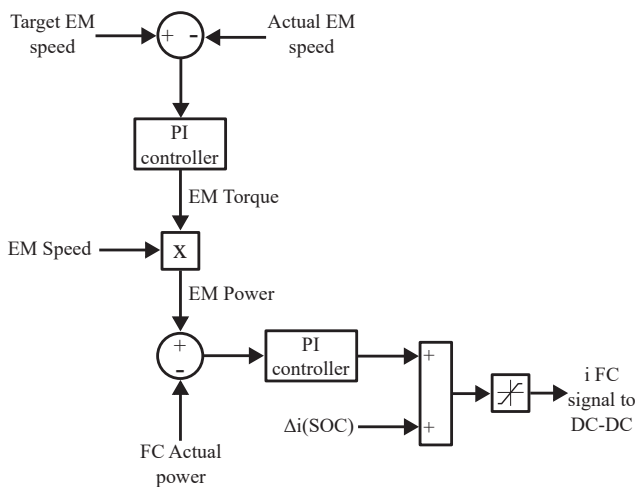 Target EM
speed
+ -
Actual EM
speed
PI
controller
EM Torque
EM Speed
X
EM Power
+
-
FC Actual
power
PI
controller
+
Δi(SOC)
+
i FC
signal to
DC-DC